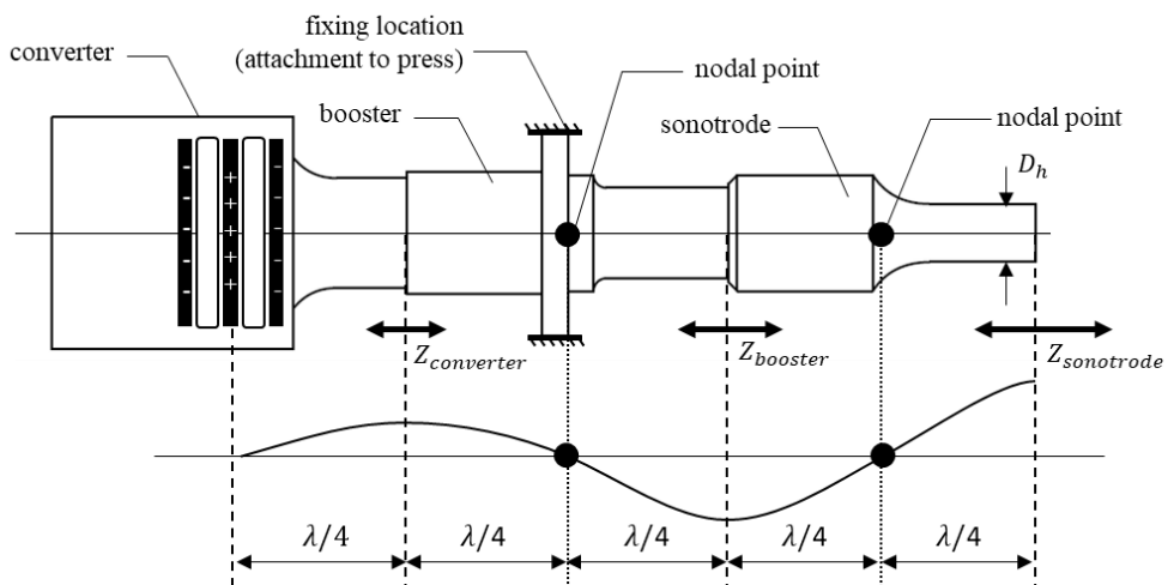 fixing location
(attachment to press)
converter
nodal point
booster
sonotrode
nodal point
D_h
- - - - -
+ + + + +
- - - - -
Z_converter
Z_booster
Z_sonotrode
λ/4
λ/4
λ/4
λ/4
λ/4